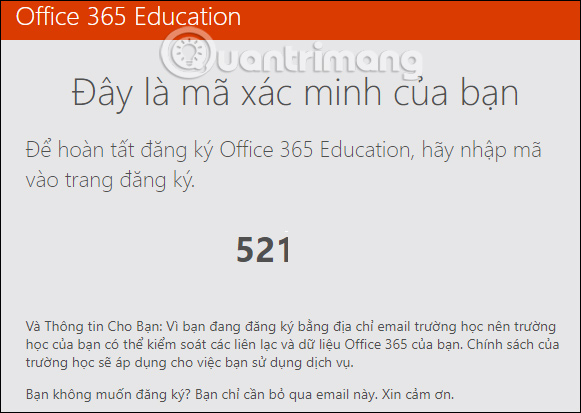 Office 365 Education
Quantrimang
Đây là mã xác minh của bạn
Để hoàn tất đăng ký Office 365 Education, hãy nhập mã
vào trang đăng ký.
521
Và Thông tin Cho Bạn: Vì bạn đang đăng ký bằng địa chỉ email trường học nên trường
học của bạn có thể kiểm soát các liên lạc và dữ liệu Office 365 của bạn. Chính sách của
trường học sẽ áp dụng cho việc bạn sử dụng dịch vụ.
Bạn không muốn đăng ký? Bạn chỉ cần bỏ qua email này. Xin cảm ơn.